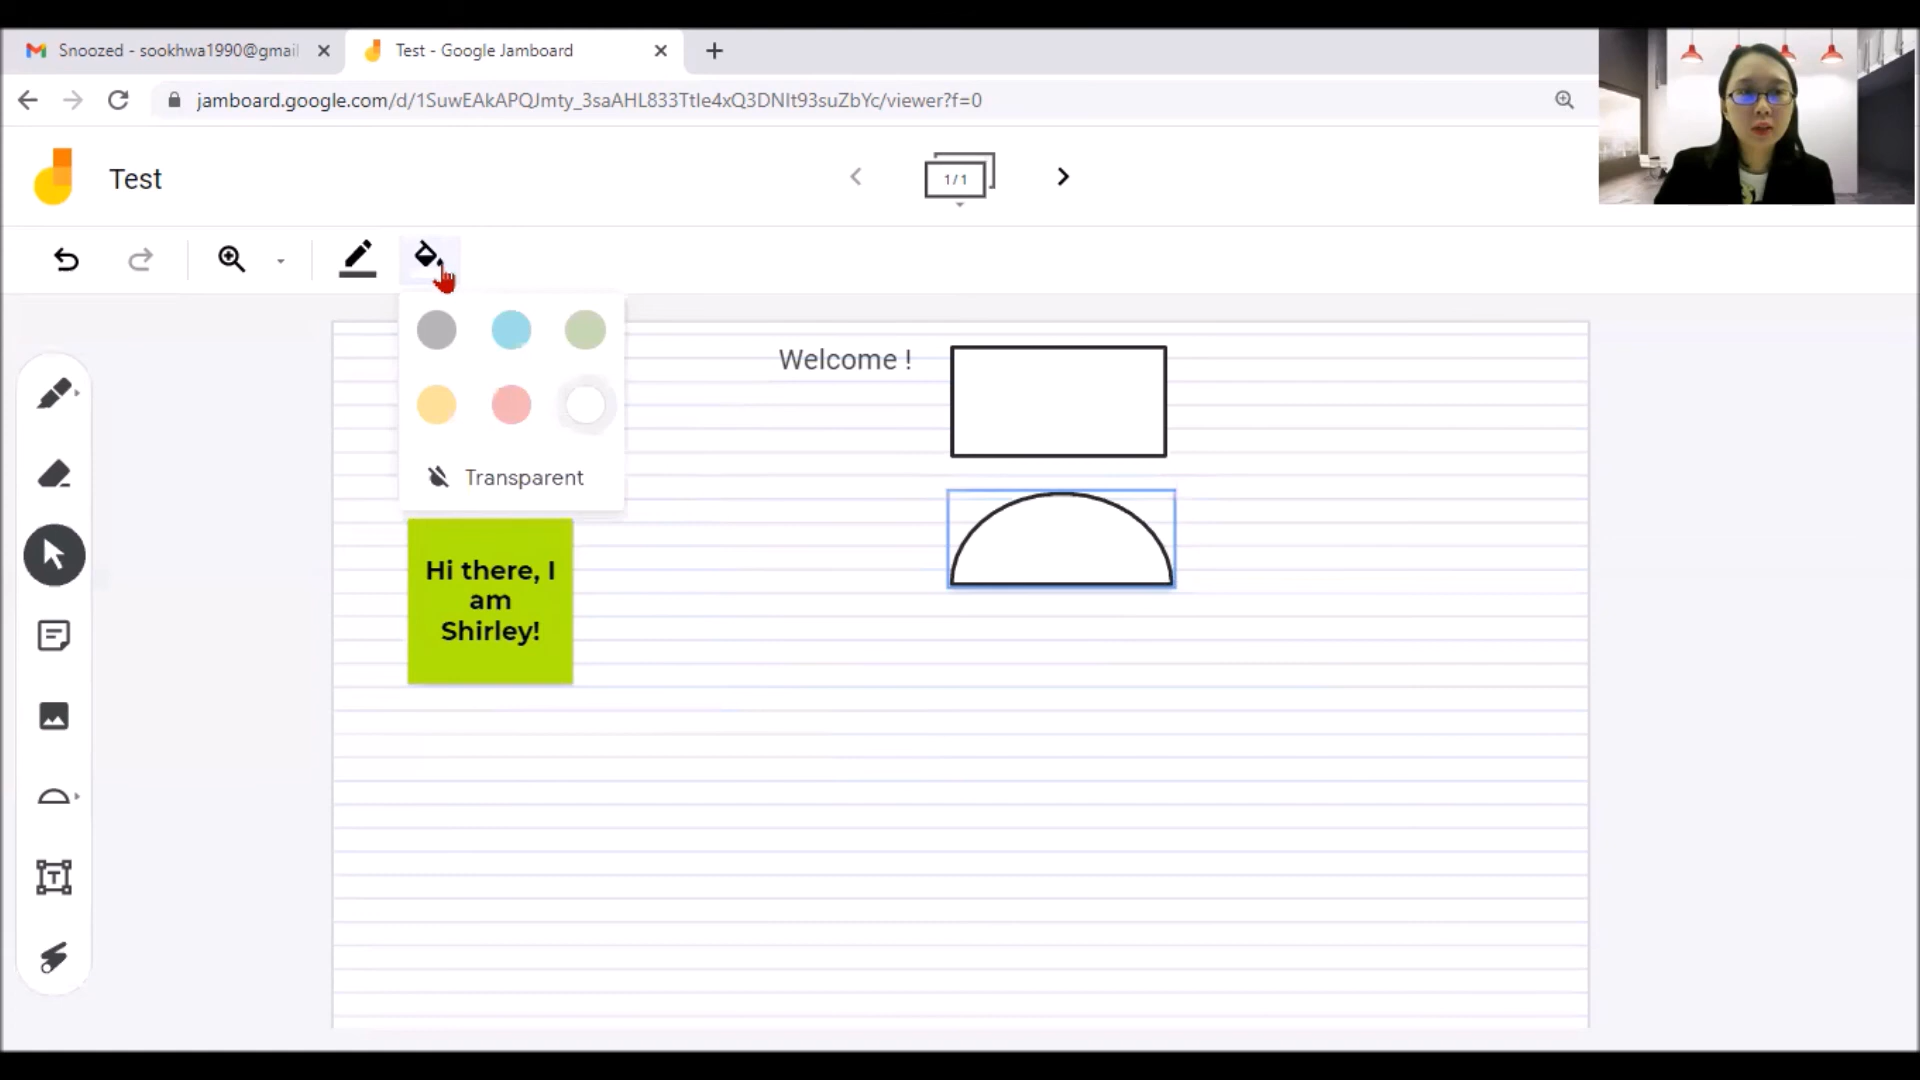 Snoozed - sookhwa1990@gmail
Test - Google Jamboard
jamboard.google.com/d/1SuwEAkAPQJmty_3saAHL833TtIe4xQ3DNIt93suZbYc/viewer?f=0
Test
1/1
Transparent
Welcome !
Hi there, I
am
Shirley!